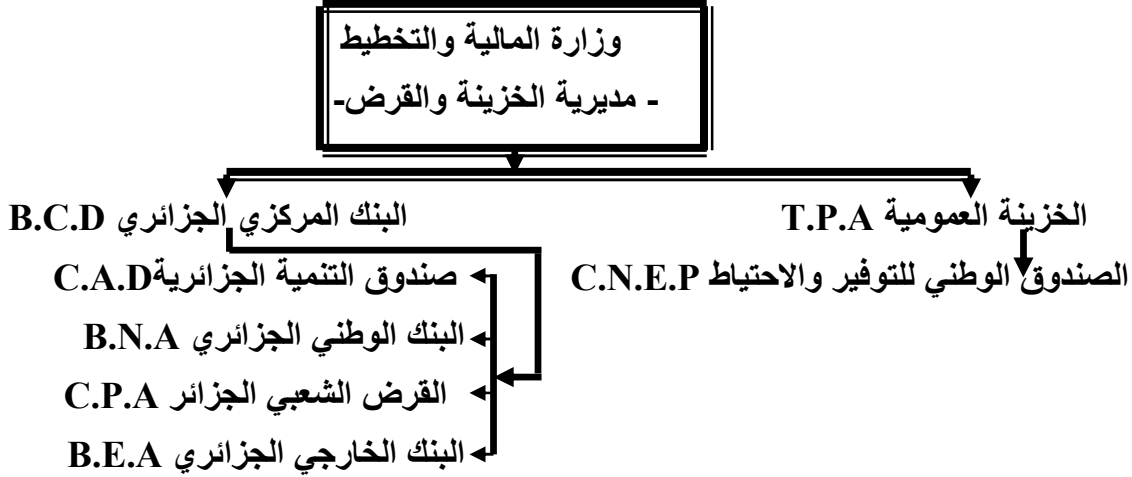 وزارة المالية والتخطيط
- مديرية الخزينة والقرض-
الخزينة العمومية T.P.A
البنك المركزي الجزائري B.C.D
الصندوق الوطني للتوفير والاحتياط C.N.E.P
صندوق التنمية الجزائريةC.A.D
البنك الوطني الجزائري B.N.A
القرض الشعبي الجزائر C.P.A
البنك الخارجي الجزائري B.E.A